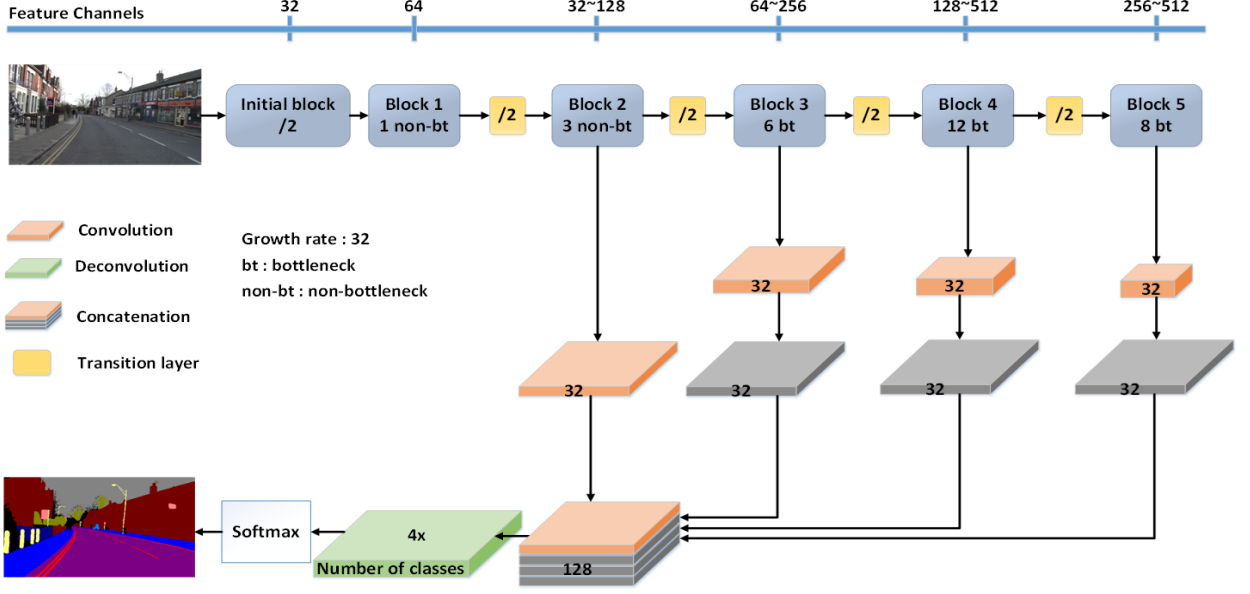 Feature Channels
32
64
32~128
64~256
128~512
256~512
Initial block
/2
Block 1
1 non-bt
/2
Block 2
3 non-bt
/2
Block 3
6 bt
/2
Block 4
12 bt
/2
Block 5
8 bt
Convolution
Deconvolution
Concatenation
Transition layer
Growth rate : 32
bt : bottleneck
non-bt : non-bottleneck
32
32
32
32
32
32
32
Softmax
4x
Number of classes
128